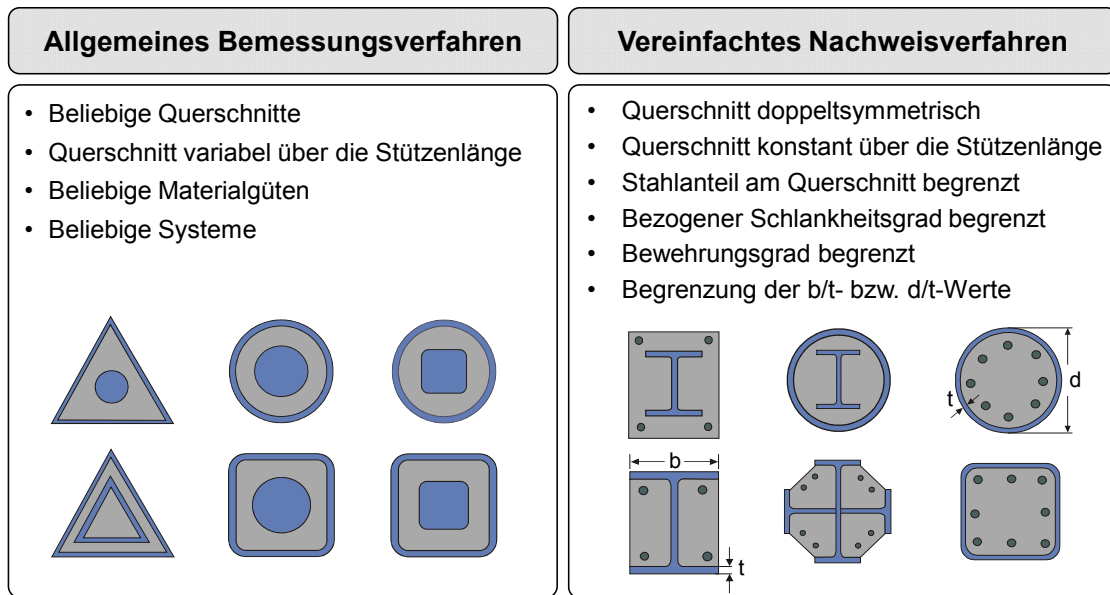 Allgemeines Bemessungsverfahren
• Beliebige Querschnitte
• Querschnitt variabel über die Stützenlänge
• Beliebige Materialgüten
• Beliebige Systeme
Vereinfachtes Nachweisverfahren
• Querschnitt doppeltsymmetrisch
• Querschnitt konstant über die Stützenlänge
• Stahlanteil am Querschnitt begrenzt
• Bezogener Schlankheitsgrad begrenzt
• Bewehrungsgrad begrenzt
• Begrenzung der b/t- bzw. d/t-Werte
t
d
b
t